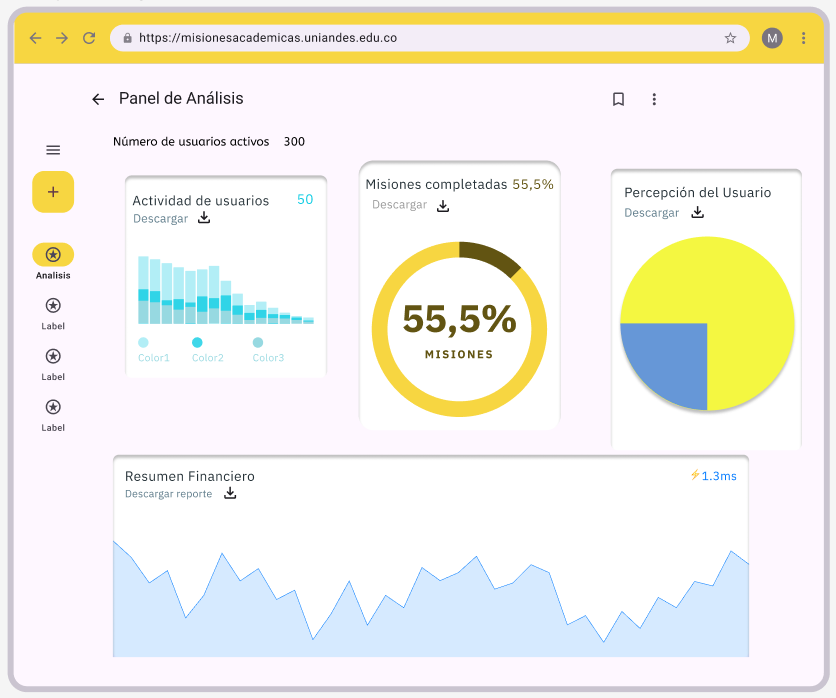 https://misionesacademicas.uniandes.edu.co
M
Panel de Análisis
Número de usuarios activos 300
+
Analisis
Label
Label
Label
Actividad de usuarios 50
Descargar
Color1 Color2 Color3
Misiones completadas 55,5%
Descargar
55,5%
MISIONES
Percepción del Usuario
Descargar
Resumen Financiero ⚡1.3ms
Descargar reporte